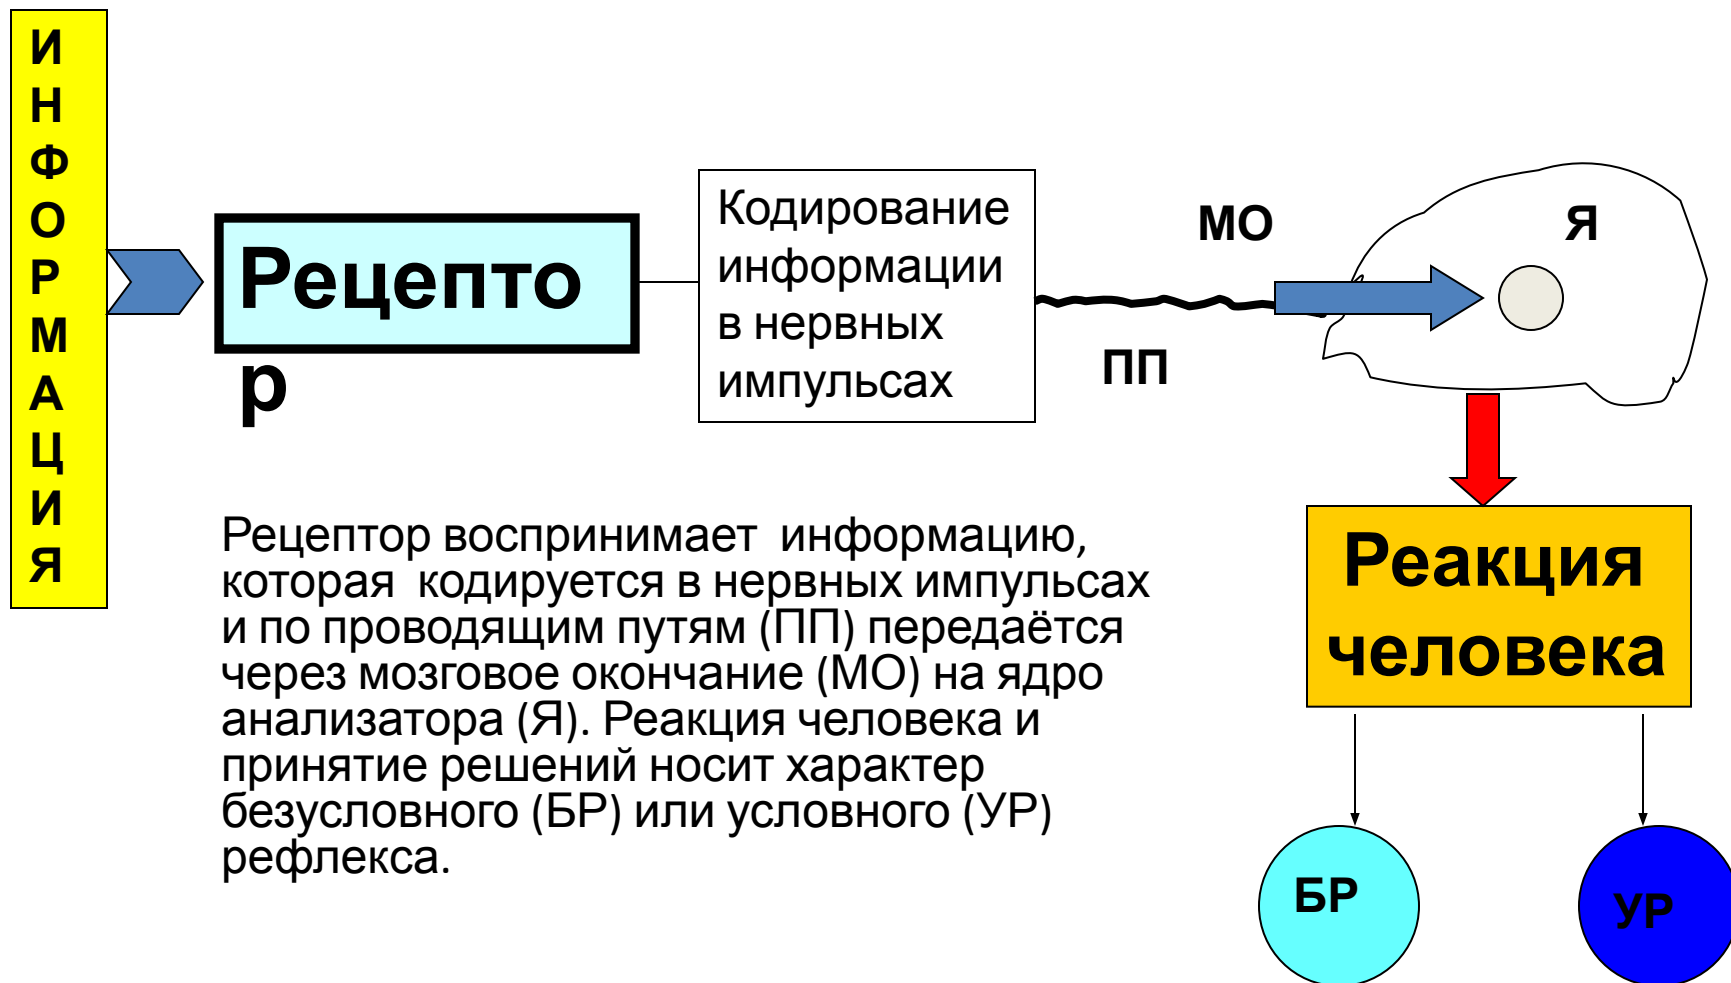 И
Н
Ф
О
Р
М
А
Ц
И
Я
Рецепто
р
Кодирование
информации
в нервных
импульсах
МО
ПП
Я
Рецептор воспринимает информацию,
которая кодируется в нервных импульсах
и по проводящим путям (ПП) передаётся
через мозговое окончание (МО) на ядро
анализатора (Я). Реакция человека и
принятие решений носит характер
безусловного (БР) или условного (УР)
рефлекса.
Реакция
человека
БР
УР